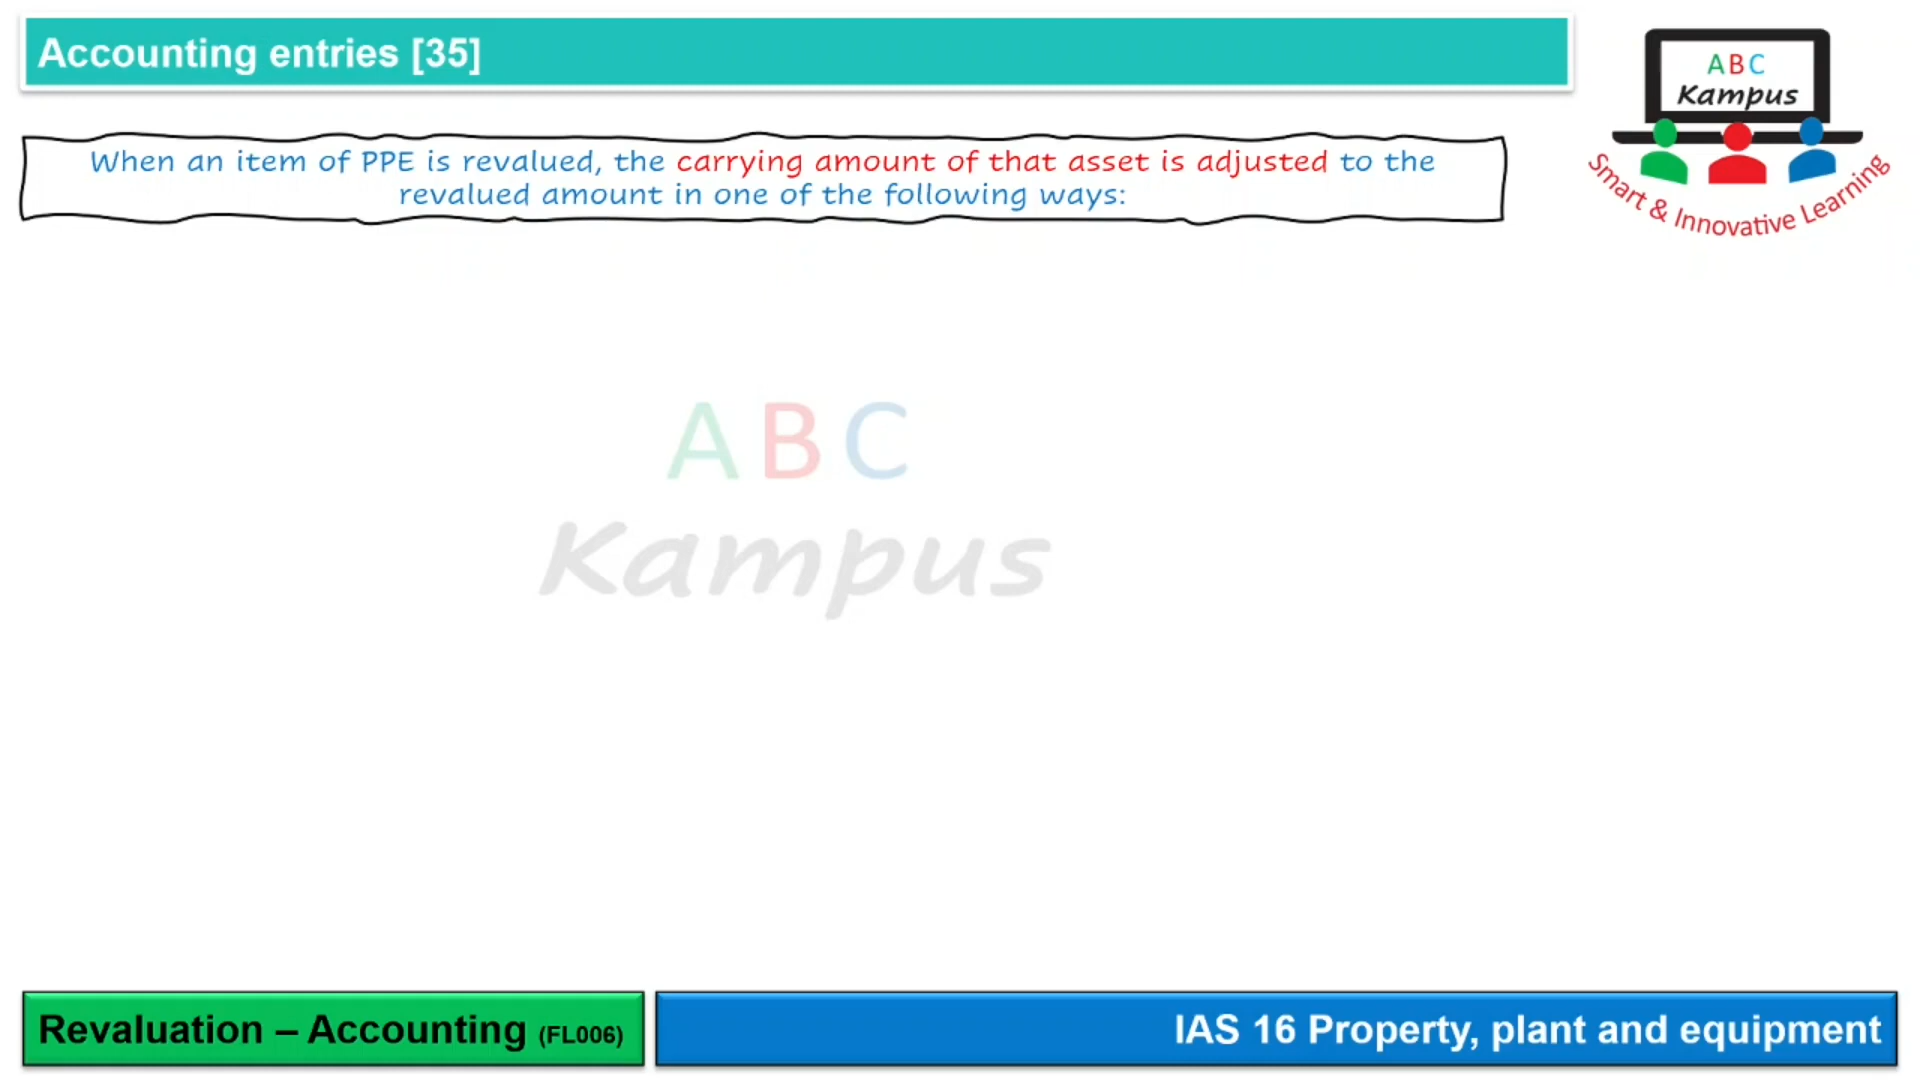 Accounting entries [35]
ABC
Kampus
Smart & Innovative Learning
When an item of PPE is revalued, the carrying amount of that asset is adjusted to the
revalued amount in one of the following ways:
ABC
Kampus
Revaluation – Accounting (FL006)
IAS 16 Property, plant and equipment